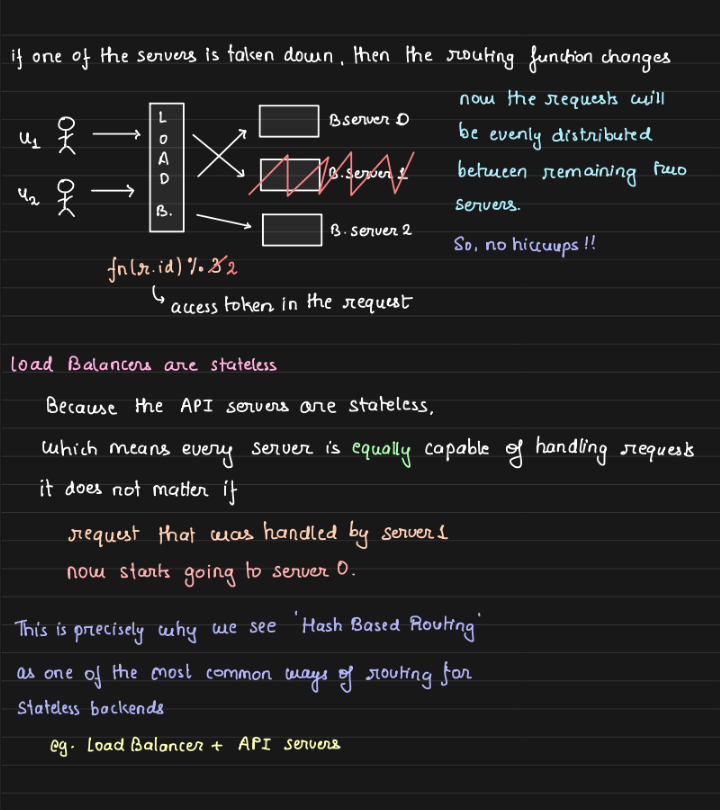 if one of the servers is taken down, then the routing function changes
u1
u2
LOAD B.
B server 0
B. server 1
B. server 2
now the requests will
be evenly distributed
between remaining two
servers.
So, no hiccups !!
fn(r.id) % 3 2
access token in the request
Load Balancers are stateless
Because the API servers are stateless,
which means every server is equally capable of handling requests
it does not matter if
request that was handled by server 1
now starts going to server 0.
This is precisely why we see 'Hash Based Routing'
as one of the most common ways of routing for
Stateless backends
eg. Load Balancer + API servers